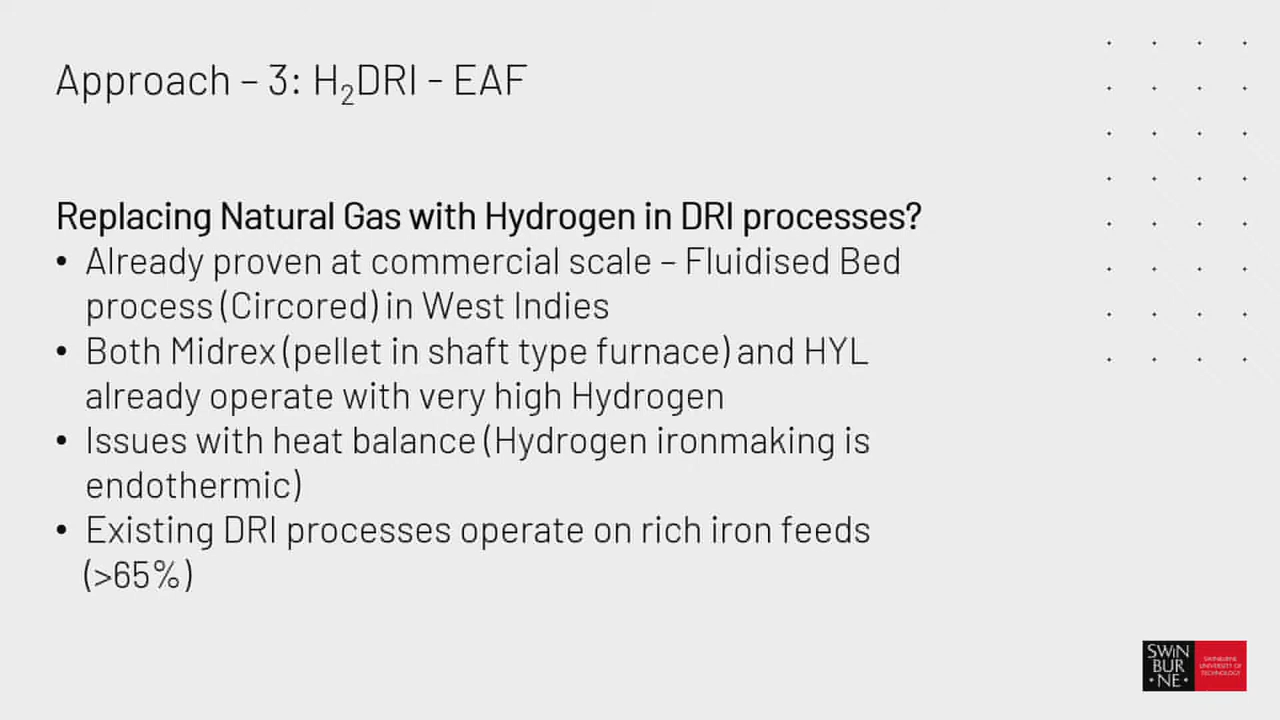 Approach – 3: H₂DRI - EAF
Replacing Natural Gas with Hydrogen in DRI processes?
• Already proven at commercial scale – Fluidised Bed
process (Circored) in West Indies
• Both Midrex (pellet in shaft type furnace) and HYL
already operate with very high Hydrogen
• Issues with heat balance (Hydrogen ironmaking is
endothermic)
• Existing DRI processes operate on rich iron feeds
(>65%)
SWIN
BUR
• NE •
SWINBURNE
UNIVERSITY OF
TECHNOLOGY